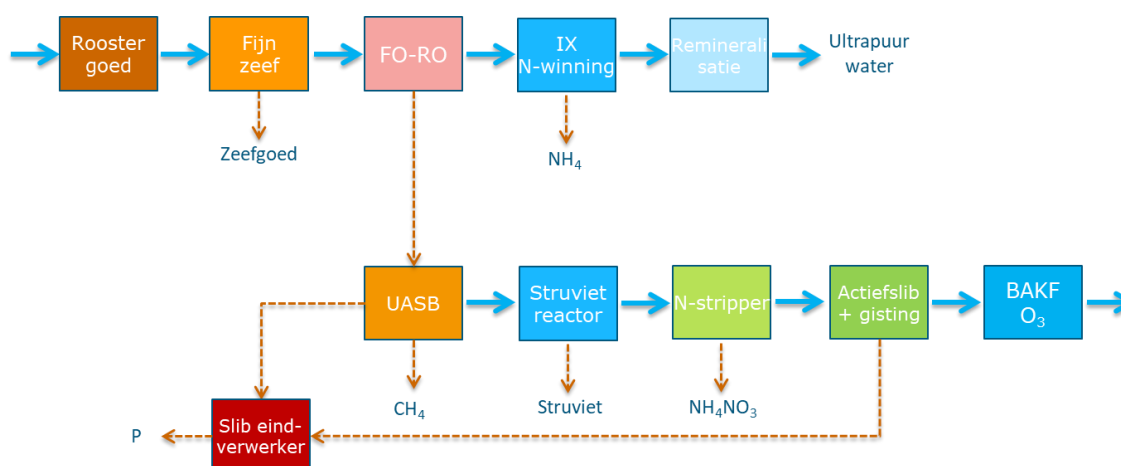 Rooster
goed
Fijn
zeef
FO-RO
IX
N-winning
Reminerali
satie
Ultrapuur
water
Zeefgoed
NH₄
UASB
Struviet
reactor
N-stripper
Actiefslib
+ gisting
BAKF
O₃
CH₄
Struviet
NH₄NO₃
P
Slib eind-
verwerker